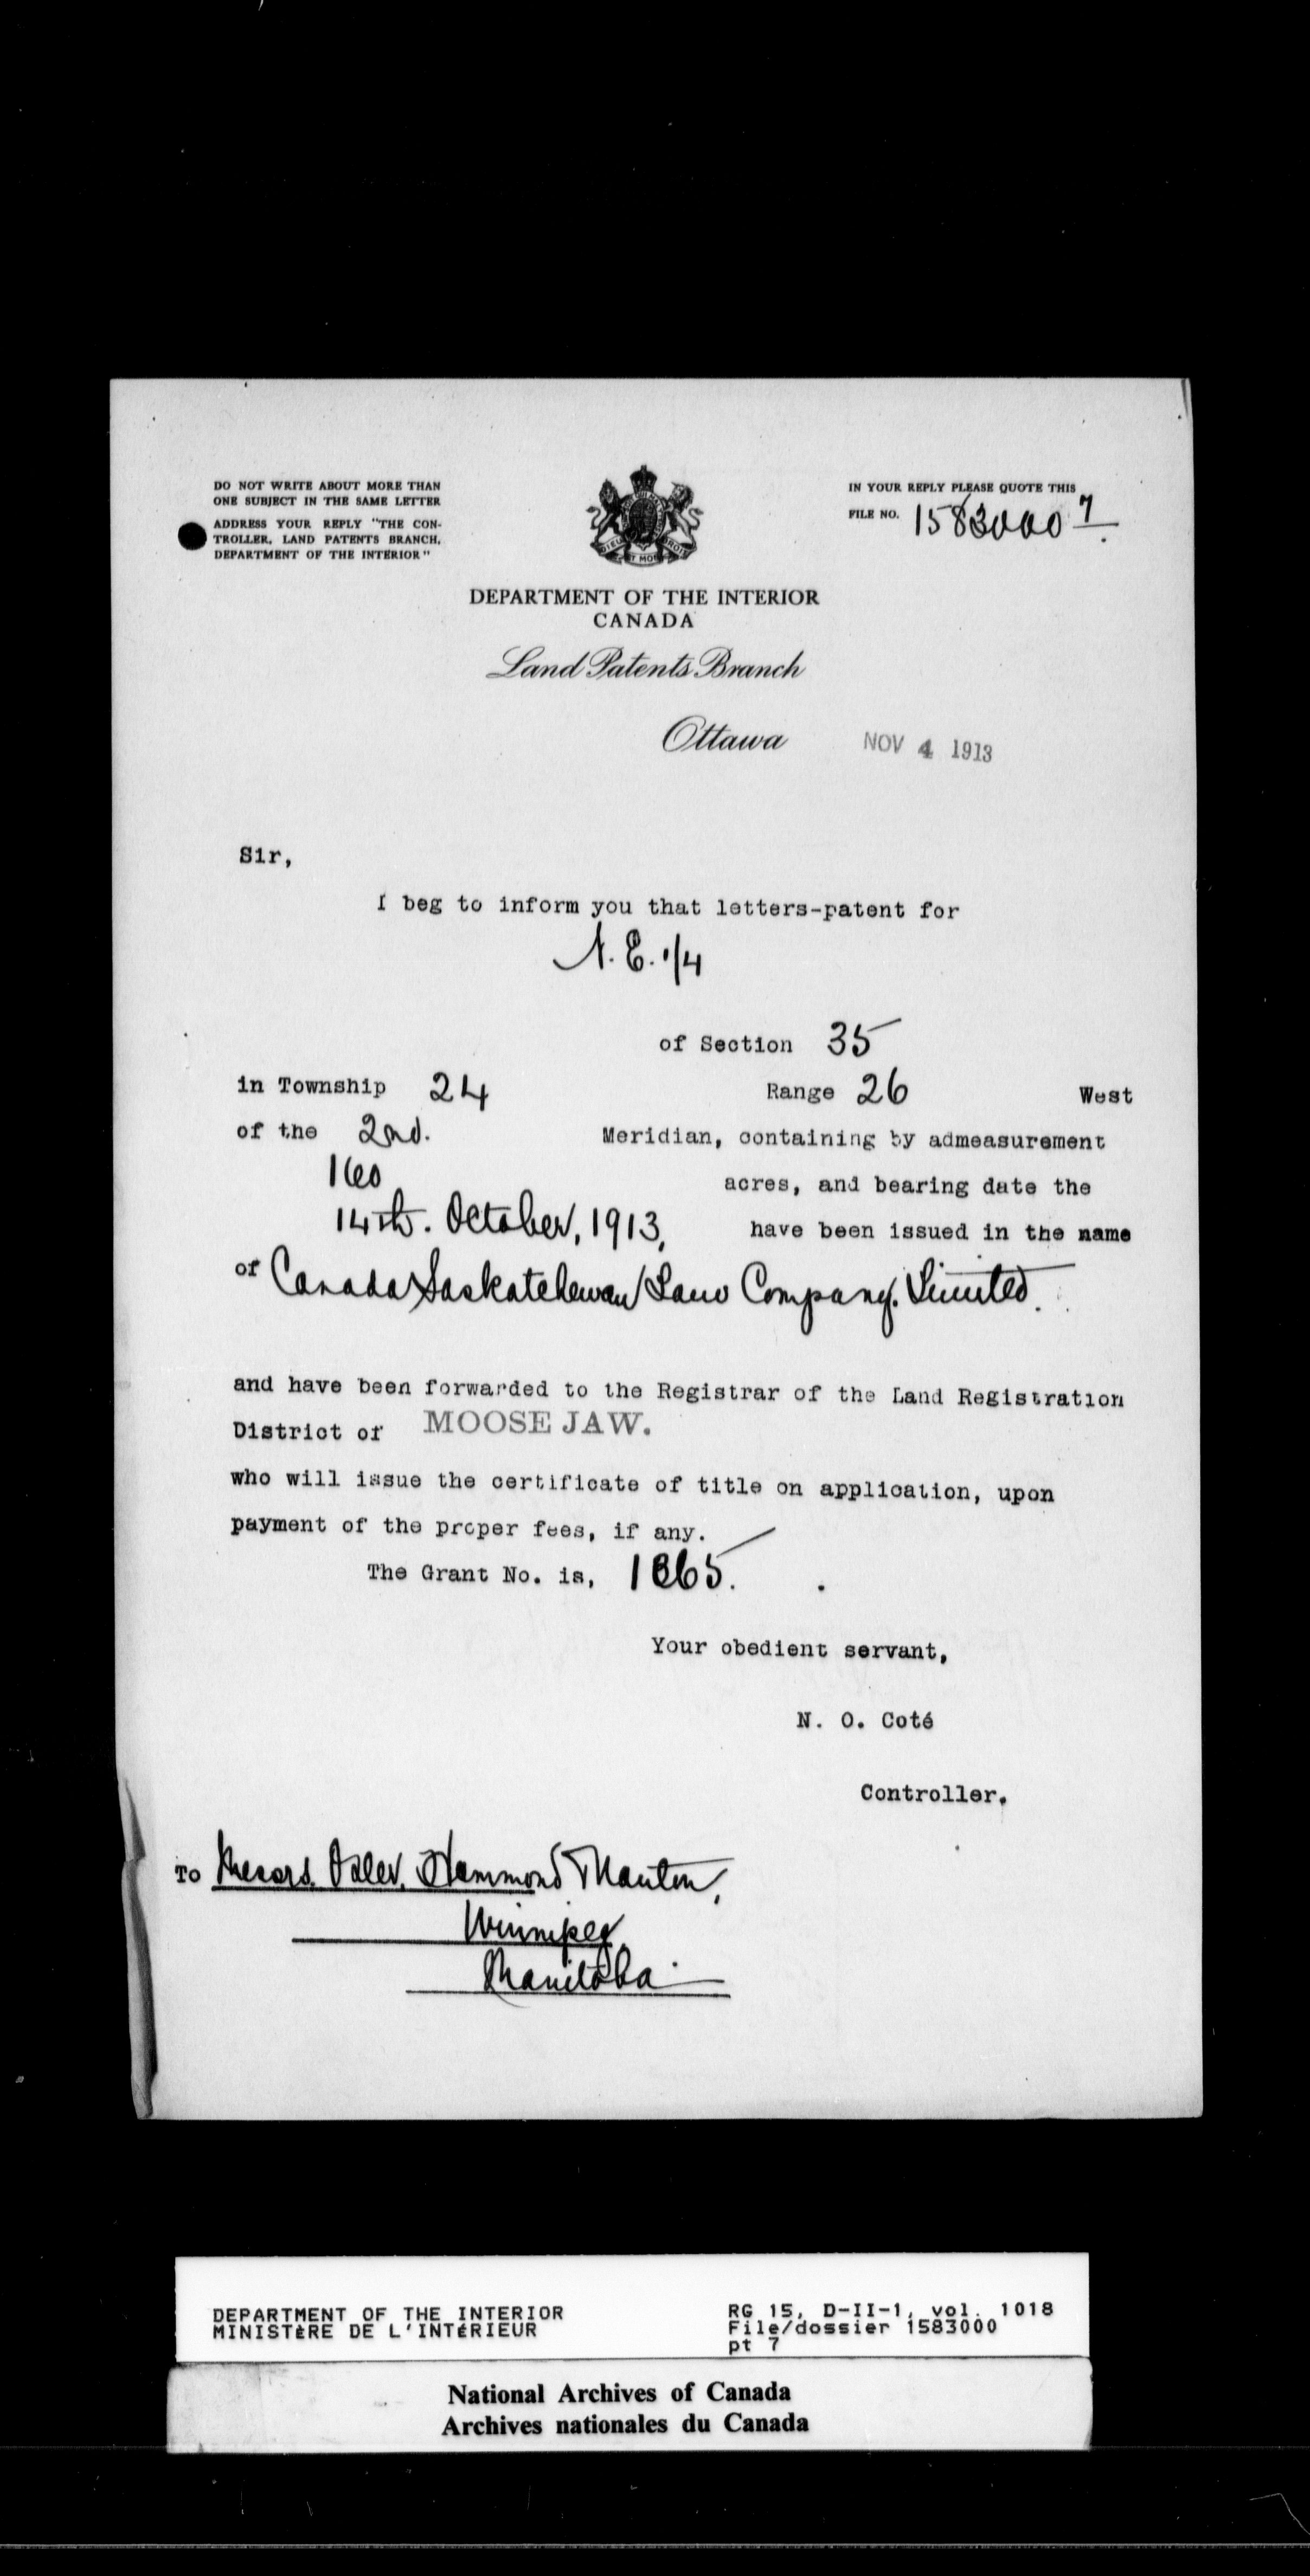 DO NOT WRITE ABOUT MORE THAN
ONE SUBJECT IN THE SAME LETTER
ADDRESS YOUR REPLY "THE CON-
TROLLER, LAND PATENTS BRANCH,
DEPARTMENT OF THE INTERIOR"
IN YOUR REPLY PLEASE QUOTE THIS
FILE NO. 1583000 7
DIEU ET MON DROIT
DEPARTMENT OF THE INTERIOR
CANADA
Land Patents Branch
Ottawa NOV 4 1913
Sir,
I beg to inform you that letters-patent for
N. E. 1/4
of Section 35
in Township 24 Range 26 West
of the 2nd. Meridian, containing by admeasurement
160 acres, and bearing date the
14th. October, 1913, have been issued in the name
of Canada Saskatchewan Land Company. Limited.
and have been forwarded to the Registrar of the Land Registration
District of MOOSE JAW.
who will issue the certificate of title on application, upon
payment of the proper fees, if any.
The Grant No. is, 1865.
Your obedient servant,
N. O. Coté
Controller.
To Messrs. Osler, Hammond Nanton,
Winnipeg
Manitoba
DEPARTMENT OF THE INTERIOR
MINISTÈRE DE L'INTÉRIEUR
RG 15, D-II-1, vol. 1018
File/dossier 1583000
pt 7
National Archives of Canada
Archives nationales du Canada